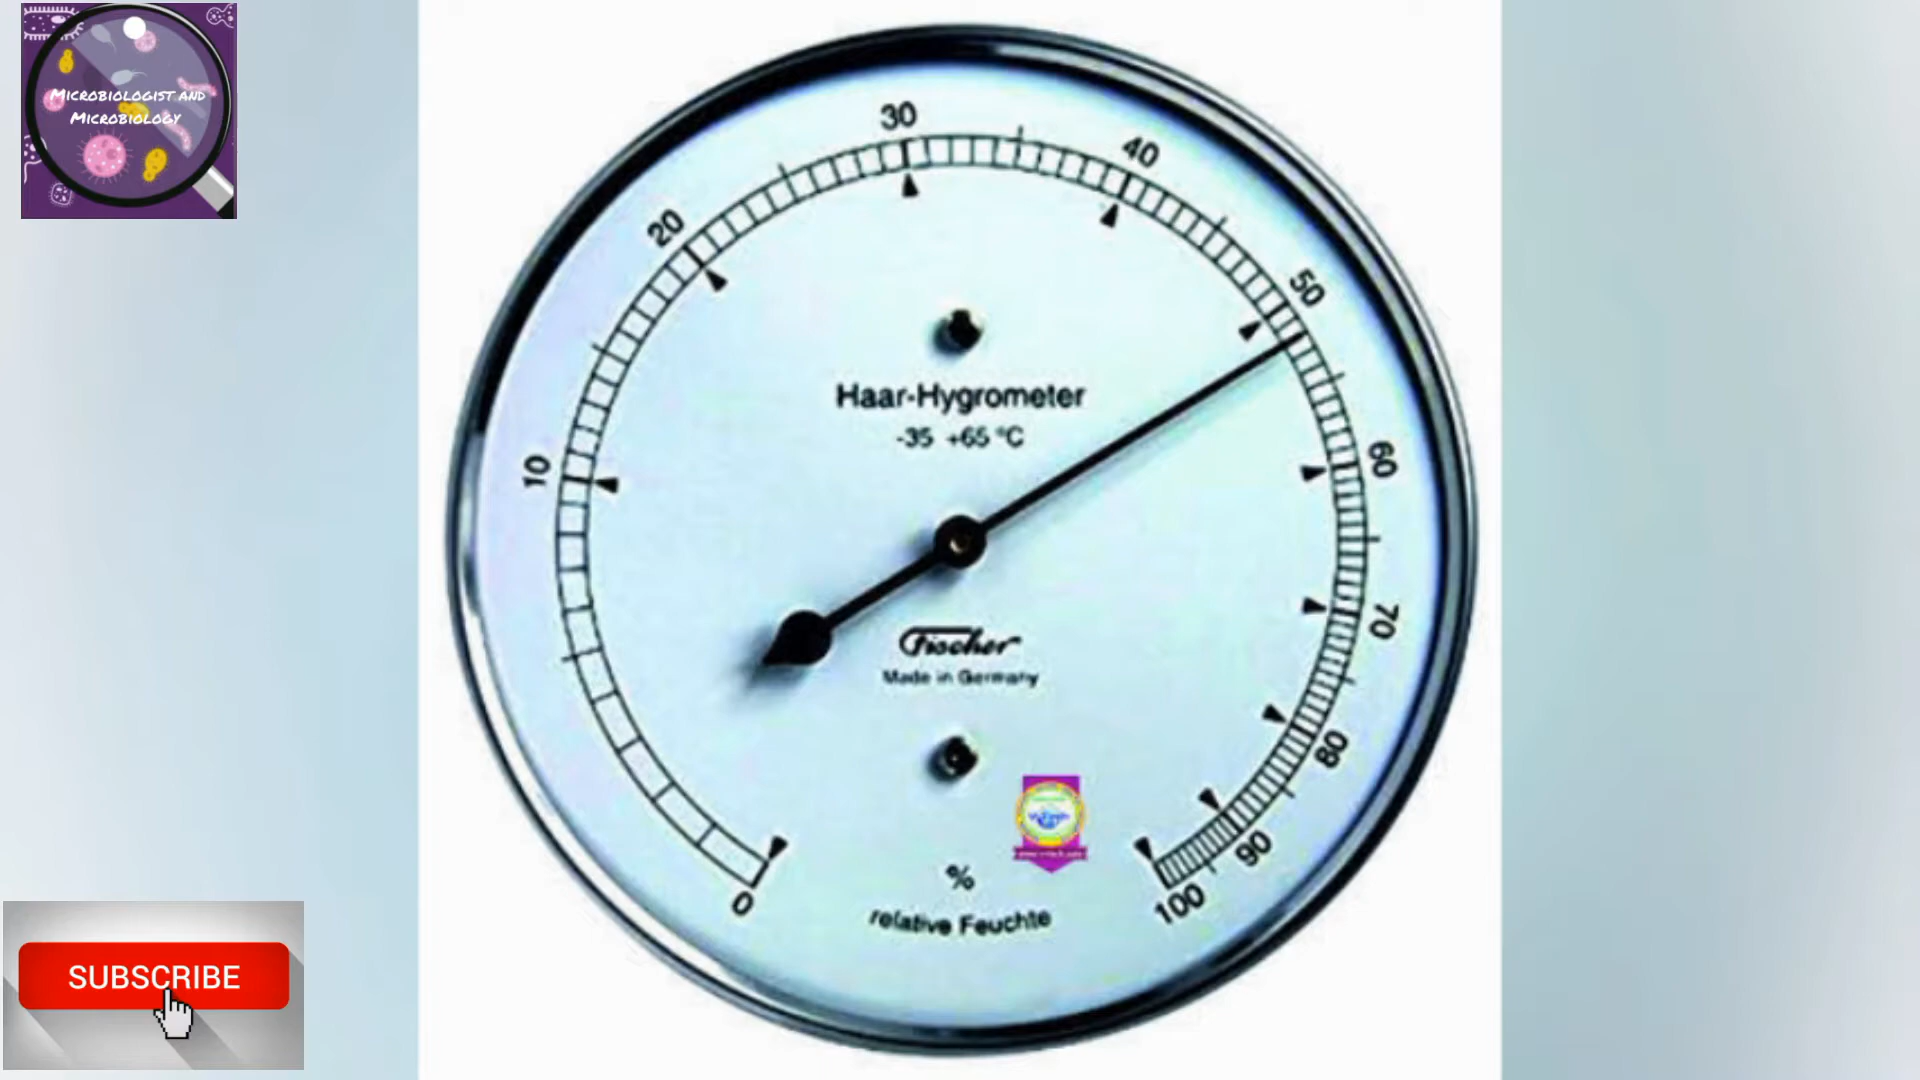 Microbiologist and
Microbiology
30
40
20
50
Haar-Hygrometer
-35 +65 °C
10
60
Fischer
Made in Germany
70
80
90
%
0
100
relative Feuchte
SUBSCRIBE